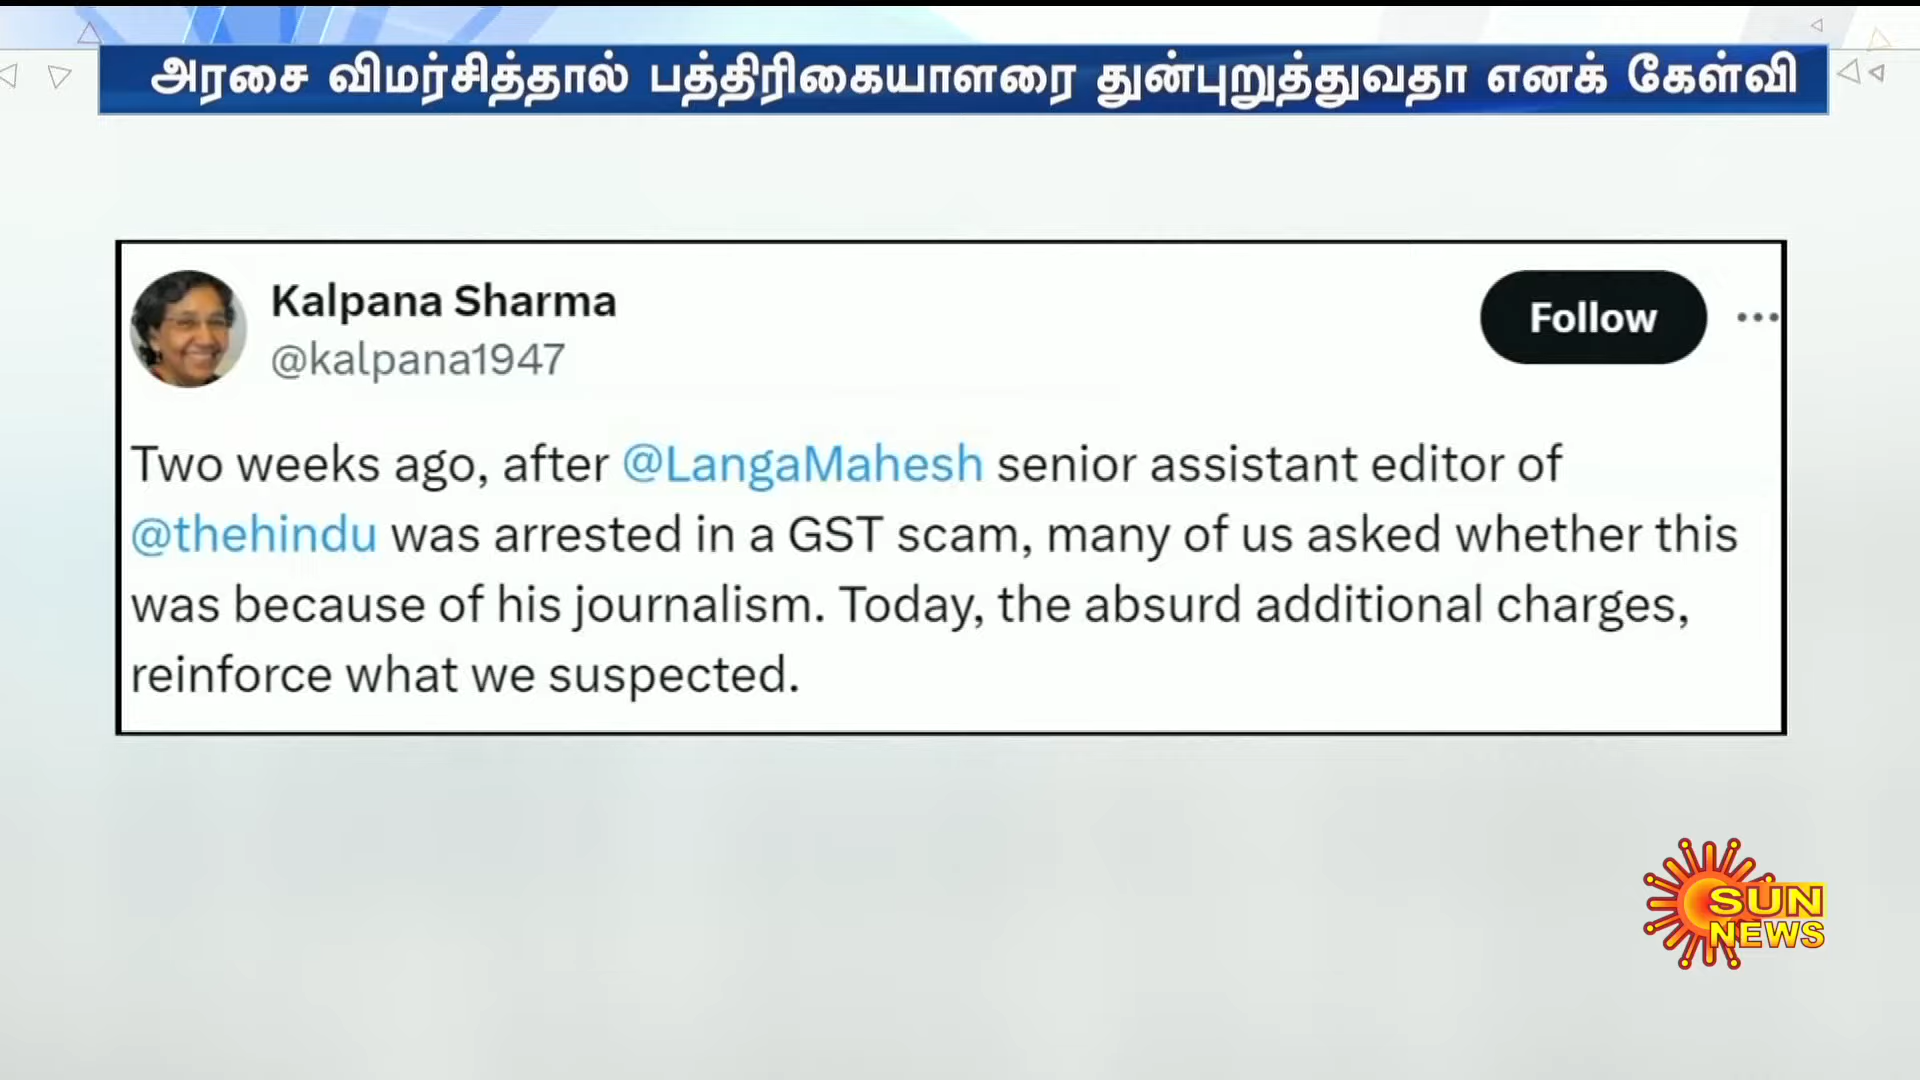 அரசை விமர்சித்தால் பத்திரிகையாளரை துன்புறுத்துவதா எனக் கேள்வி
Kalpana Sharma
@kalpana1947
Follow
Two weeks ago, after @LangaMahesh senior assistant editor of
@thehindu was arrested in a GST scam, many of us asked whether this
was because of his journalism. Today, the absurd additional charges,
reinforce what we suspected.
SUN
NEWS